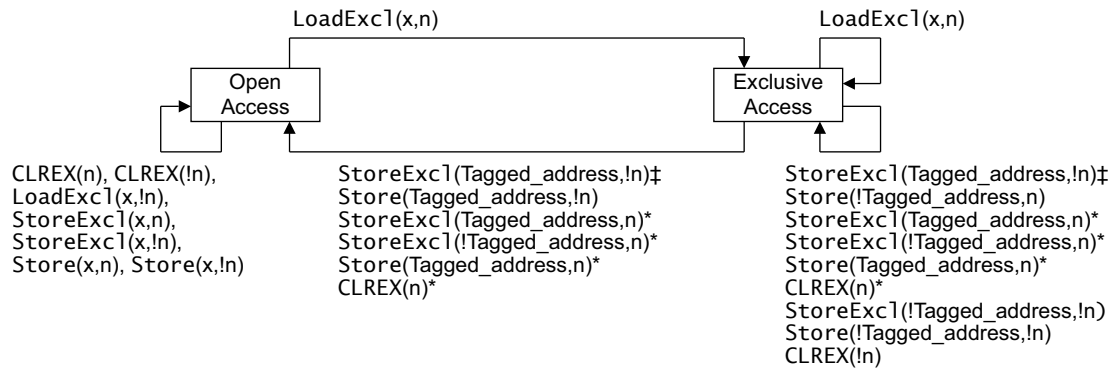 LoadExcl(x,n)
LoadExcl(x,n)
Open
Access
Exclusive
Access
CLREX(n), CLREX(!n),
LoadExcl(x,!n),
StoreExcl(x,n),
StoreExcl(x,!n),
Store(x,n), Store(x,!n)
StoreExcl(Tagged_address,!n)‡
Store(Tagged_address,!n)
StoreExcl(Tagged_address,n)*
StoreExcl(!Tagged_address,n)*
Store(Tagged_address,n)*
CLREX(n)*
StoreExcl(Tagged_address,!n)‡
Store(!Tagged_address,n)
StoreExcl(Tagged_address,n)*
StoreExcl(!Tagged_address,n)*
Store(Tagged_address,n)*
CLREX(n)*
StoreExcl(!Tagged_address,!n)
Store(!Tagged_address,!n)
CLREX(!n)